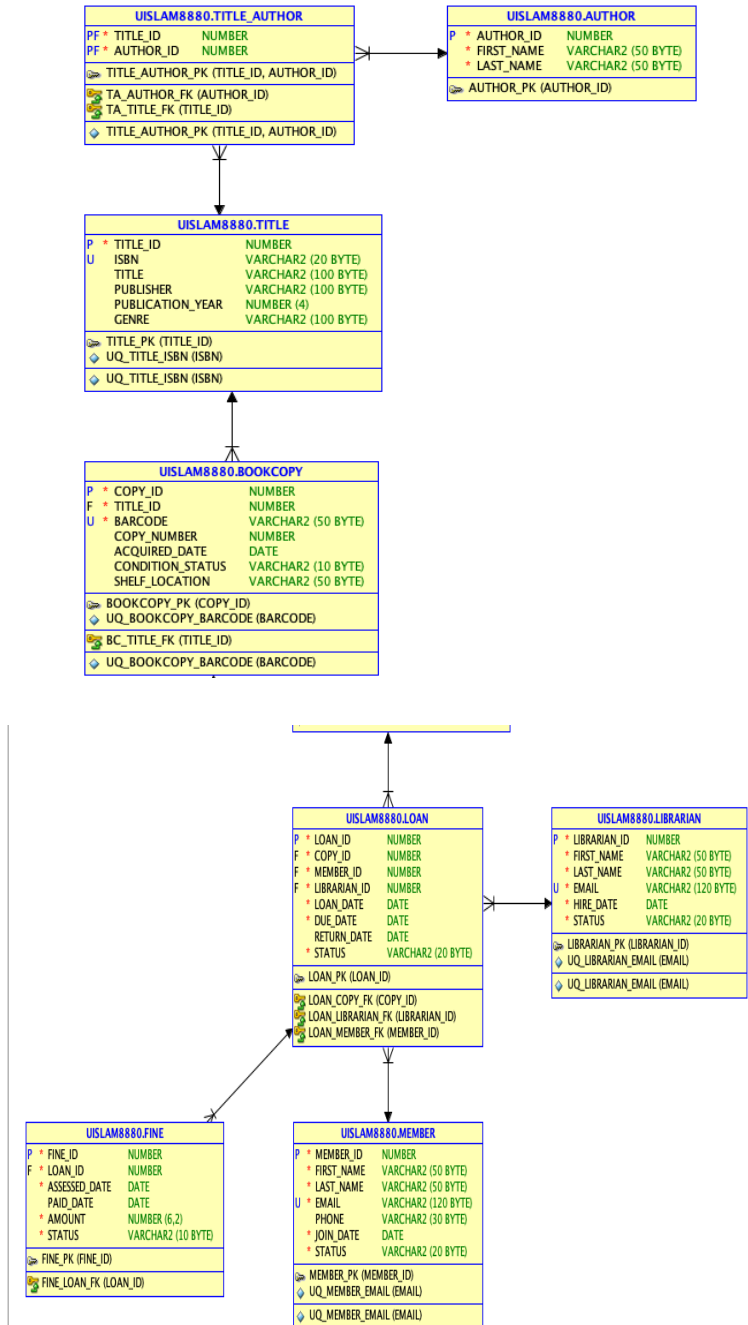 UISLAM8880.TITLE_AUTHOR
PF * TITLE_ID NUMBER
PF * AUTHOR_ID NUMBER
TITLE_AUTHOR_PK (TITLE_ID, AUTHOR_ID)
TA_AUTHOR_FK (AUTHOR_ID)
TA_TITLE_FK (TITLE_ID)
TITLE_AUTHOR_PK (TITLE_ID, AUTHOR_ID)
UISLAM8880.AUTHOR
P * AUTHOR_ID NUMBER
* FIRST_NAME VARCHAR2 (50 BYTE)
* LAST_NAME VARCHAR2 (50 BYTE)
AUTHOR_PK (AUTHOR_ID)
UISLAM8880.TITLE
P * TITLE_ID NUMBER
U ISBN VARCHAR2 (20 BYTE)
TITLE VARCHAR2 (100 BYTE)
PUBLISHER VARCHAR2 (100 BYTE)
PUBLICATION_YEAR NUMBER (4)
GENRE VARCHAR2 (100 BYTE)
TITLE_PK (TITLE_ID)
UQ_TITLE_ISBN (ISBN)
UQ_TITLE_ISBN (ISBN)
UISLAM8880.BOOKCOPY
P * COPY_ID NUMBER
F * TITLE_ID NUMBER
U * BARCODE VARCHAR2 (50 BYTE)
COPY_NUMBER NUMBER
ACQUIRED_DATE DATE
CONDITION_STATUS VARCHAR2 (10 BYTE)
SHELF_LOCATION VARCHAR2 (50 BYTE)
BOOKCOPY_PK (COPY_ID)
UQ_BOOKCOPY_BARCODE (BARCODE)
BC_TITLE_FK (TITLE_ID)
UQ_BOOKCOPY_BARCODE (BARCODE)
UISLAM8880.LOAN
P * LOAN_ID NUMBER
F * COPY_ID NUMBER
F * MEMBER_ID NUMBER
F * LIBRARIAN_ID NUMBER
* LOAN_DATE DATE
* DUE_DATE DATE
RETURN_DATE DATE
* STATUS VARCHAR2 (20 BYTE)
LOAN_PK (LOAN_ID)
LOAN_COPY_FK (COPY_ID)
LOAN_LIBRARIAN_FK (LIBRARIAN_ID)
LOAN_MEMBER_FK (MEMBER_ID)
UISLAM8880.LIBRARIAN
P * LIBRARIAN_ID NUMBER
* FIRST_NAME VARCHAR2 (50 BYTE)
* LAST_NAME VARCHAR2 (50 BYTE)
U * EMAIL VARCHAR2 (120 BYTE)
* HIRE_DATE DATE
* STATUS VARCHAR2 (20 BYTE)
LIBRARIAN_PK (LIBRARIAN_ID)
UQ_LIBRARIAN_EMAIL (EMAIL)
UQ_LIBRARIAN_EMAIL (EMAIL)
UISLAM8880.FINE
P * FINE_ID NUMBER
F * LOAN_ID NUMBER
* ASSESSED_DATE DATE
PAID_DATE DATE
* AMOUNT NUMBER (6,2)
* STATUS VARCHAR2 (10 BYTE)
FINE_PK (FINE_ID)
FINE_LOAN_FK (LOAN_ID)
UISLAM8880.MEMBER
P * MEMBER_ID NUMBER
* FIRST_NAME VARCHAR2 (50 BYTE)
* LAST_NAME VARCHAR2 (50 BYTE)
U * EMAIL VARCHAR2 (120 BYTE)
PHONE VARCHAR2 (30 BYTE)
* JOIN_DATE DATE
* STATUS VARCHAR2 (20 BYTE)
MEMBER_PK (MEMBER_ID)
UQ_MEMBER_EMAIL (EMAIL)
UQ_MEMBER_EMAIL (EMAIL)